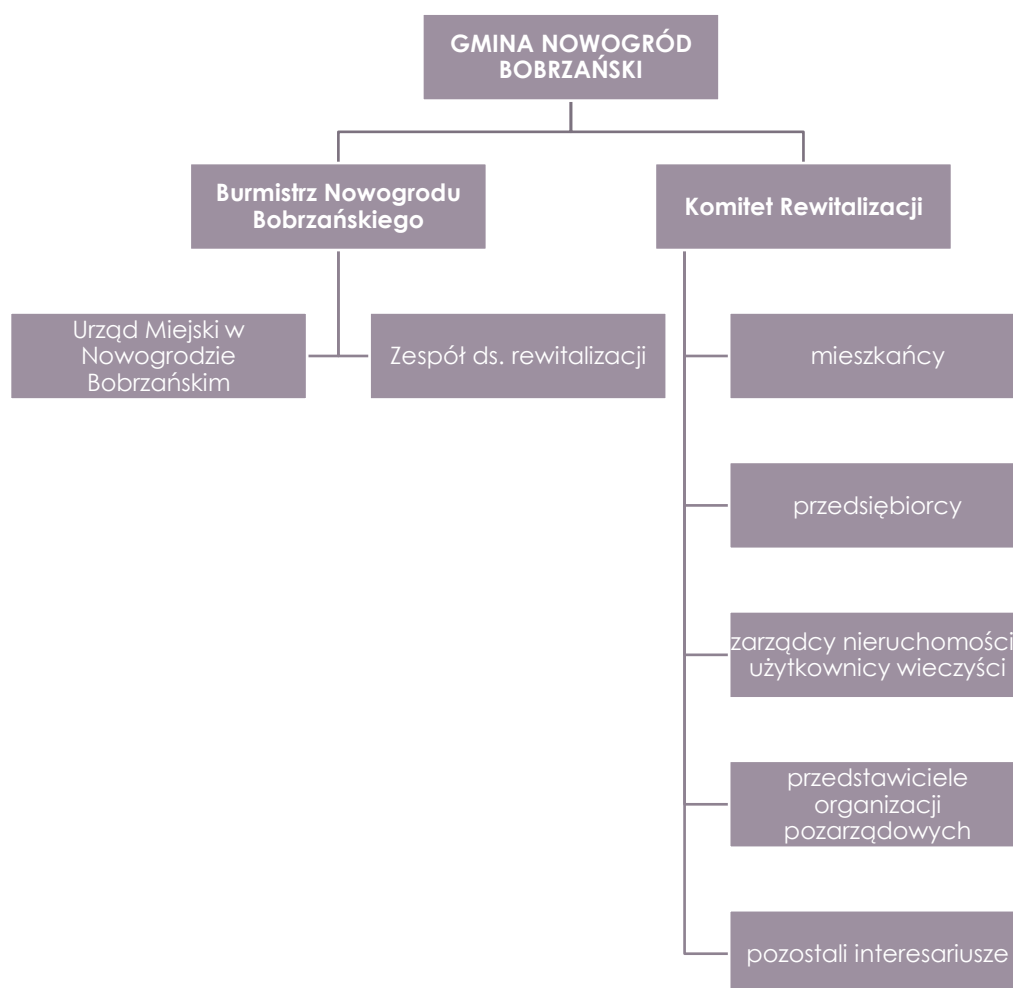 GMINA NOWOGRÓD
BOBRZAŃSKI
Burmistrz Nowogrodu
Bobrzańskiego
Komitet Rewitalizacji
Urząd Miejski w
Nowogrodzie
Bobrzańskim
Zespół ds. rewitalizacji
mieszkańcy
przedsiębiorcy
zarządcy nieruchomości
użytkownicy wieczyści
przedstawiciele
organizacji
pozarządowych
pozostali interesariusze